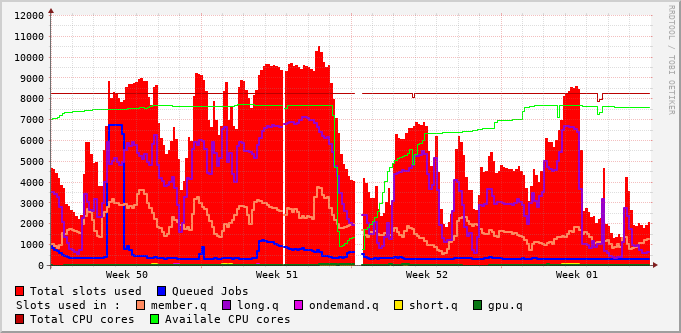 RRDTOOL / TOBI OETIKER
12000
11000
10000
9000
8000
7000
6000
5000
4000
3000
2000
1000
0
Week 50 Week 51 Week 52 Week 01
Total slots used Queued Jobs
Slots used in : member.q long.q ondemand.q short.q gpu.q
Total CPU cores Availale CPU cores